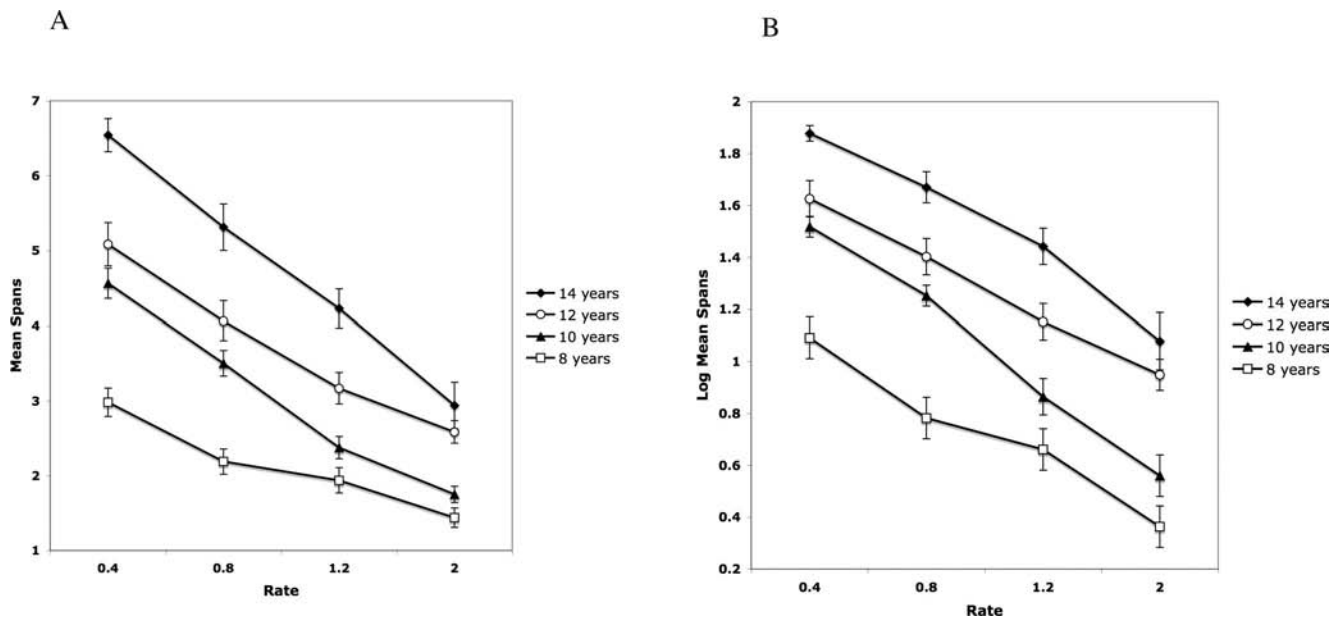 A
Mean Spans
7
6
5
4
3
2
1
0.4 0.8 1.2 2
Rate
14 years
12 years
10 years
8 years
B
Log Mean Spans
2
1.8
1.6
1.4
1.2
1
0.8
0.6
0.4
0.2
0.4 0.8 1.2 2
Rate
14 years
12 years
10 years
8 years